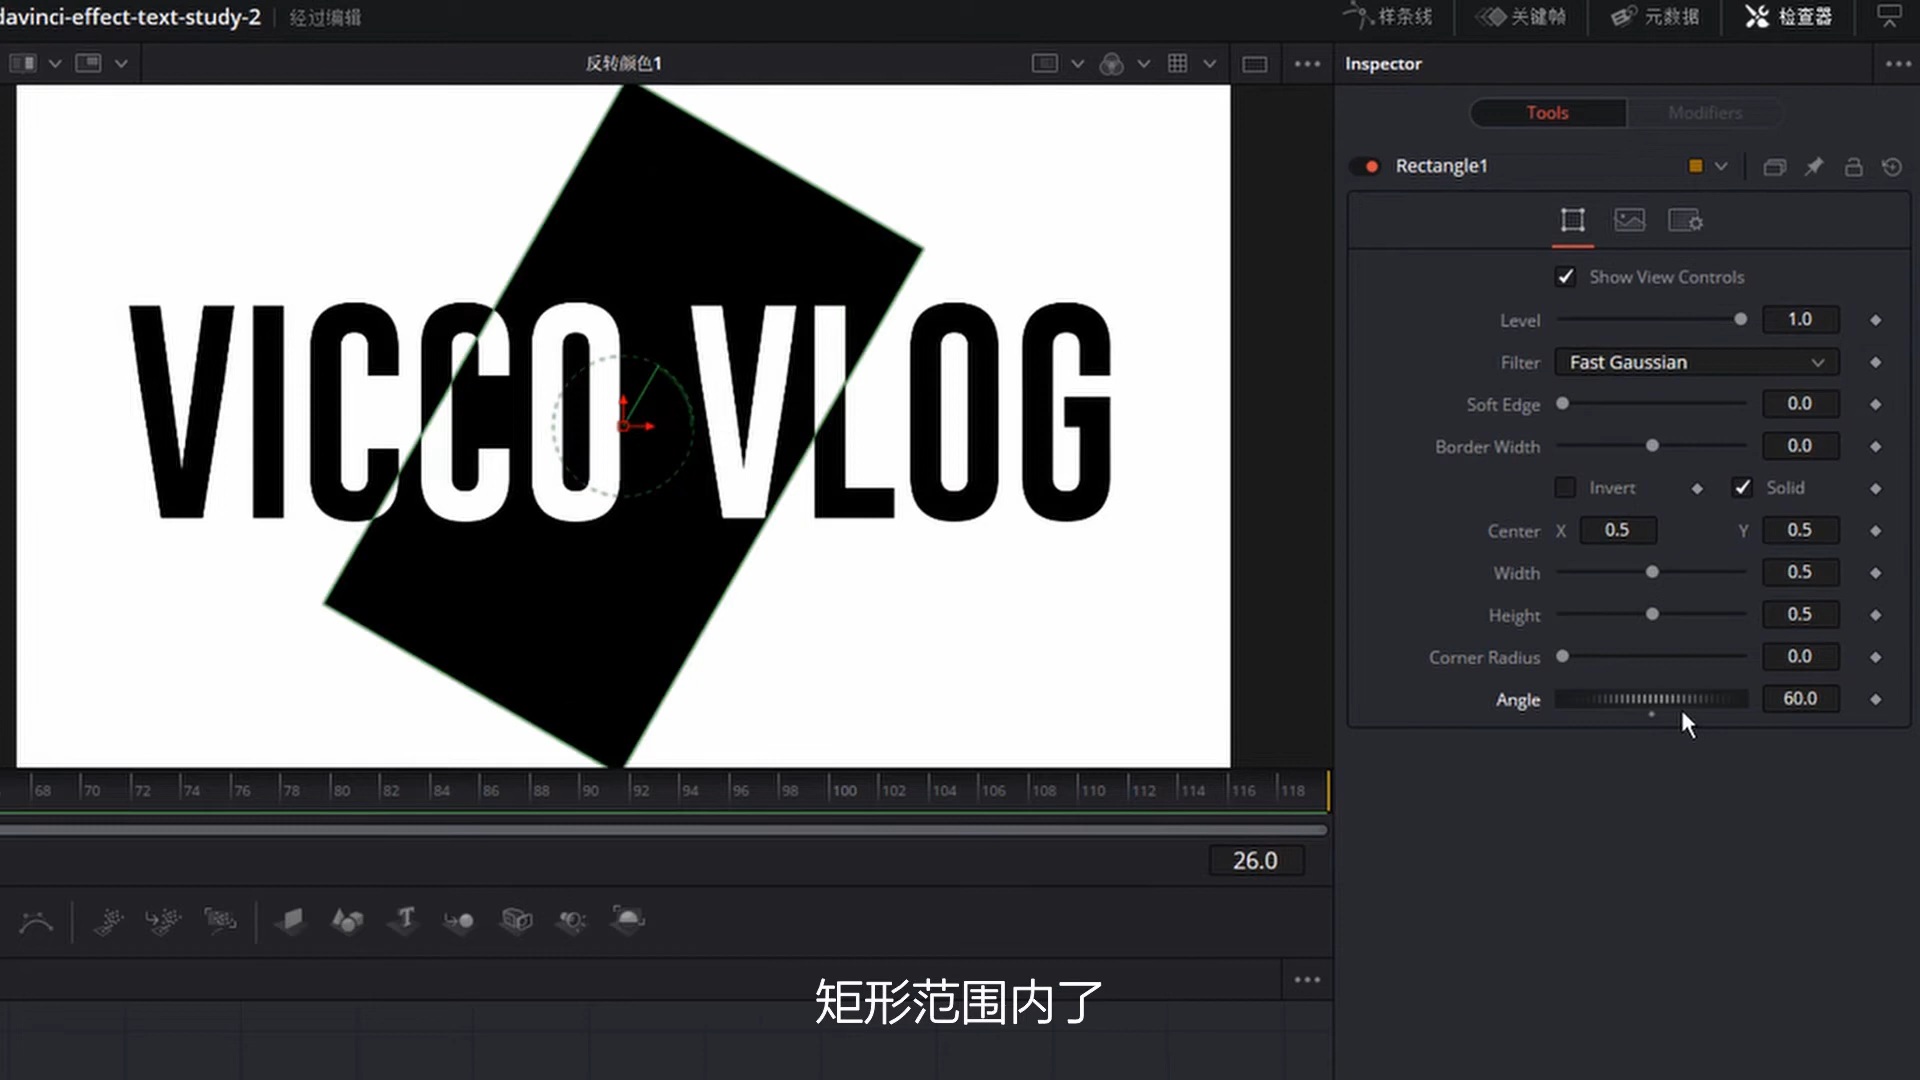 davinci-effect-text-study-2 经过编辑 样条线 关键帧 元数据 检查器
反转颜色1
Inspector
Tools Modifiers
Rectangle1
Show View Controls
Level 1.0
Filter Fast Gaussian
Soft Edge 0.0
Border Width 0.0
Invert Solid
Center X 0.5 Y 0.5
Width 0.5
Height 0.5
Corner Radius 0.0
Angle 60.0
VICCO VLOG
68 70 72 74 76 78 80 82 84 86 88 90 92 94 96 98 100 102 104 106 108 110 112 114 116 118
26.0
矩形范围内了